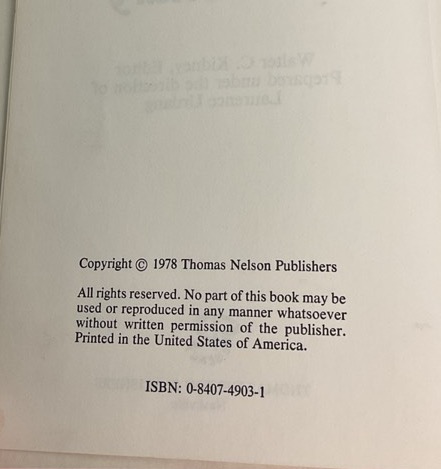 Copyright © 1978 Thomas Nelson Publishers
All rights reserved. No part of this book may be
used or reproduced in any manner whatsoever
without written permission of the publisher.
Printed in the United States of America.
ISBN: 0-8407-4903-1